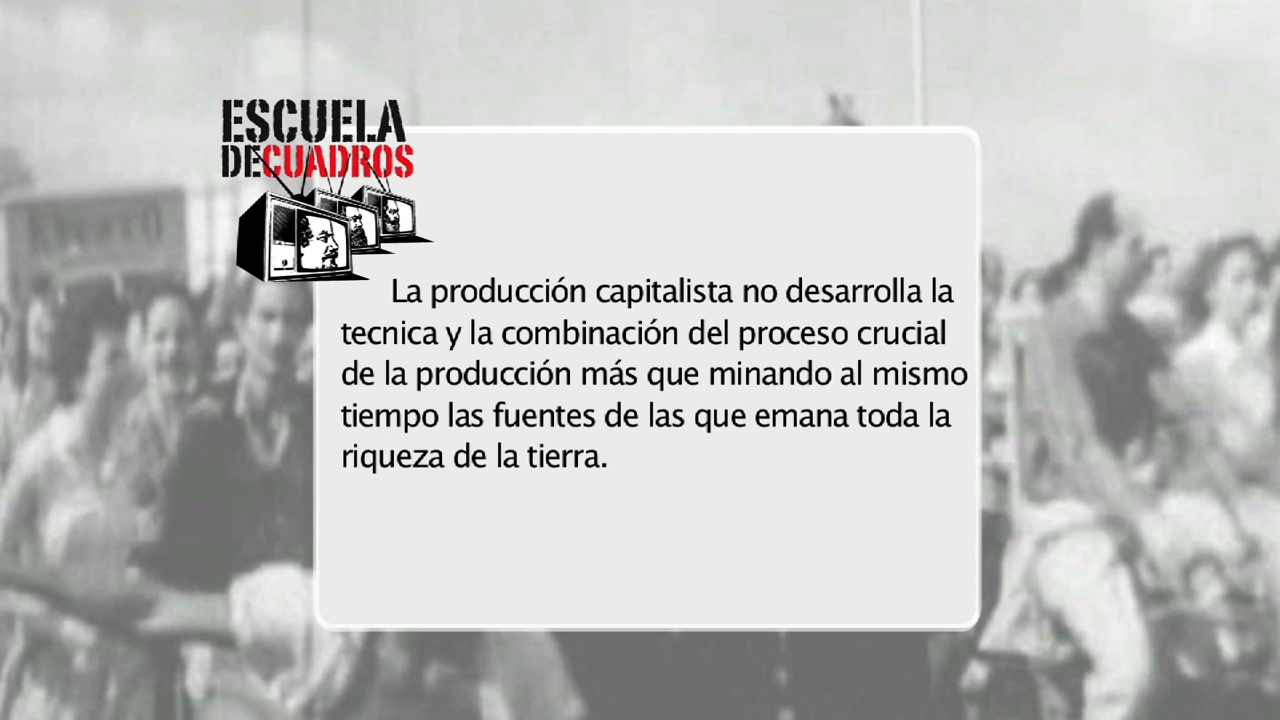 ESCUELA
DECUADROS
La producción capitalista no desarrolla la
tecnica y la combinación del proceso crucial
de la producción más que minando al mismo
tiempo las fuentes de las que emana toda la
riqueza de la tierra.